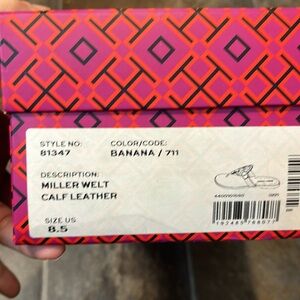 STYLE NO: COLOR/CODE:
81347 BANANA / 711
DESCRIPTION:
MILLER WELT
CALF LEATHER
SIZE US
8.5